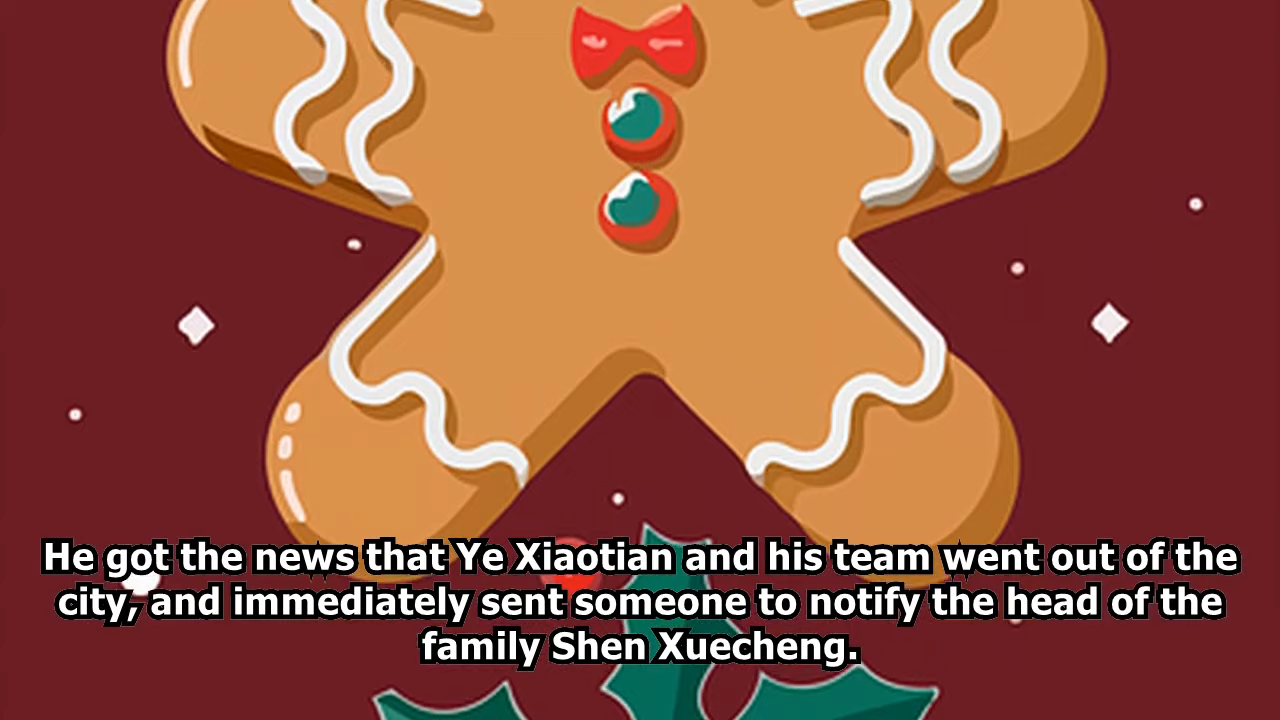 He got the news that Ye Xiaotian and his team went out of the
city, and immediately sent someone to notify the head of the
family Shen Xuecheng.